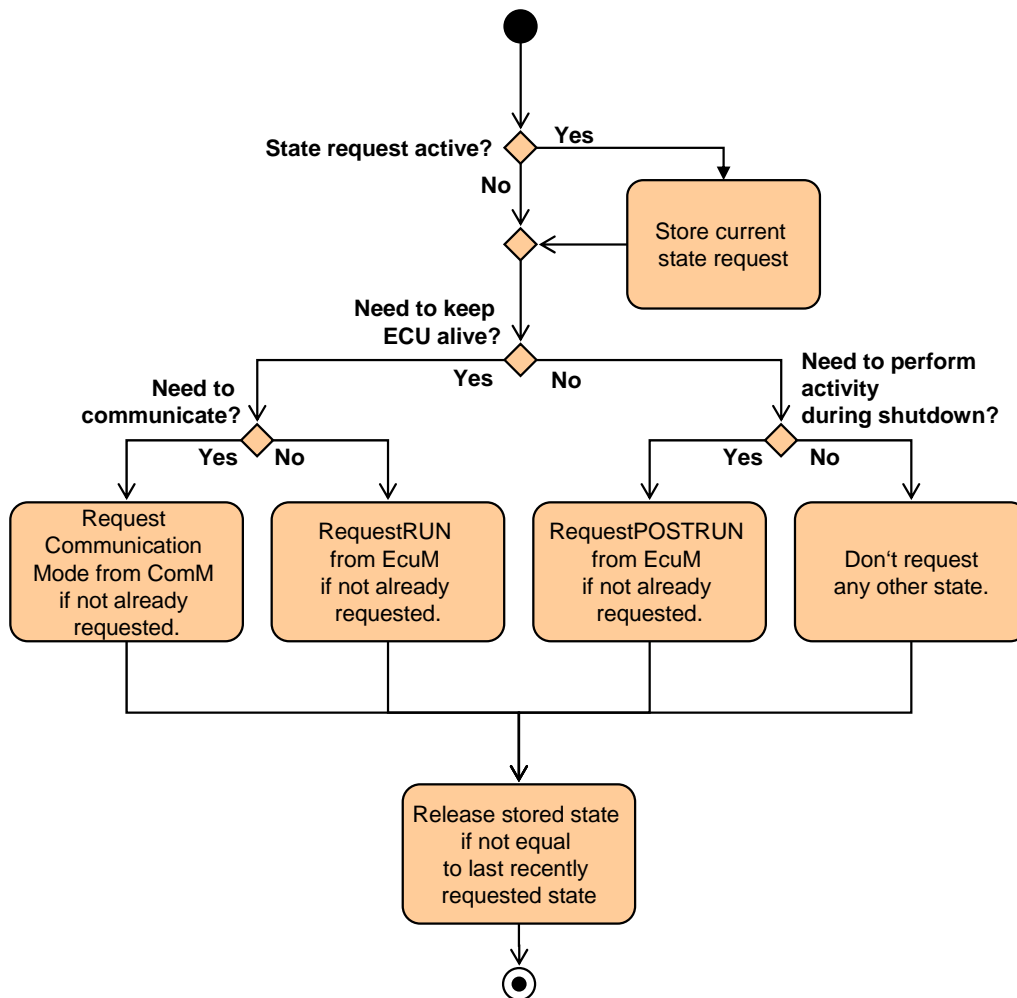 State request active?
Yes
No
Store current
state request
Need to keep
ECU alive?
Yes
No
Need to
communicate?
Need to perform
activity
during shutdown?
Yes
No
Yes
No
Request
Communication
Mode from ComM
if not already
requested.
RequestRUN
from EcuM
if not already
requested.
RequestPOSTRUN
from EcuM
if not already
requested.
Don‘t request
any other state.
Release stored state
if not equal
to last recently
requested state